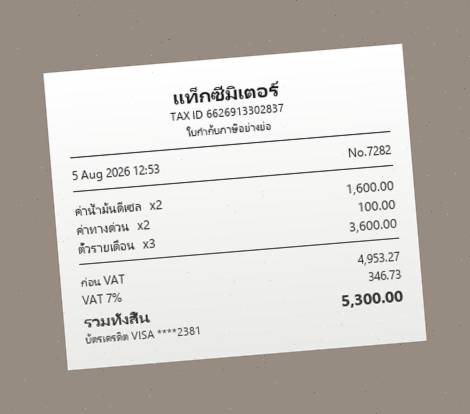 แท็กซีมิเตอร์
TAX ID 6626913302837
ใบกำกับภาษีอย่างย่อ
5 Aug 2026 12:53 No.7282
ค่าน้ำมันดีเซล x2 1,600.00
ค่าทางด่วน x2 100.00
ตั๋วรายเดือน x3 3,600.00
ก่อน VAT 4,953.27
VAT 7% 346.73
รวมทั้งสิ้น 5,300.00
บัตรเครดิต VISA ****2381